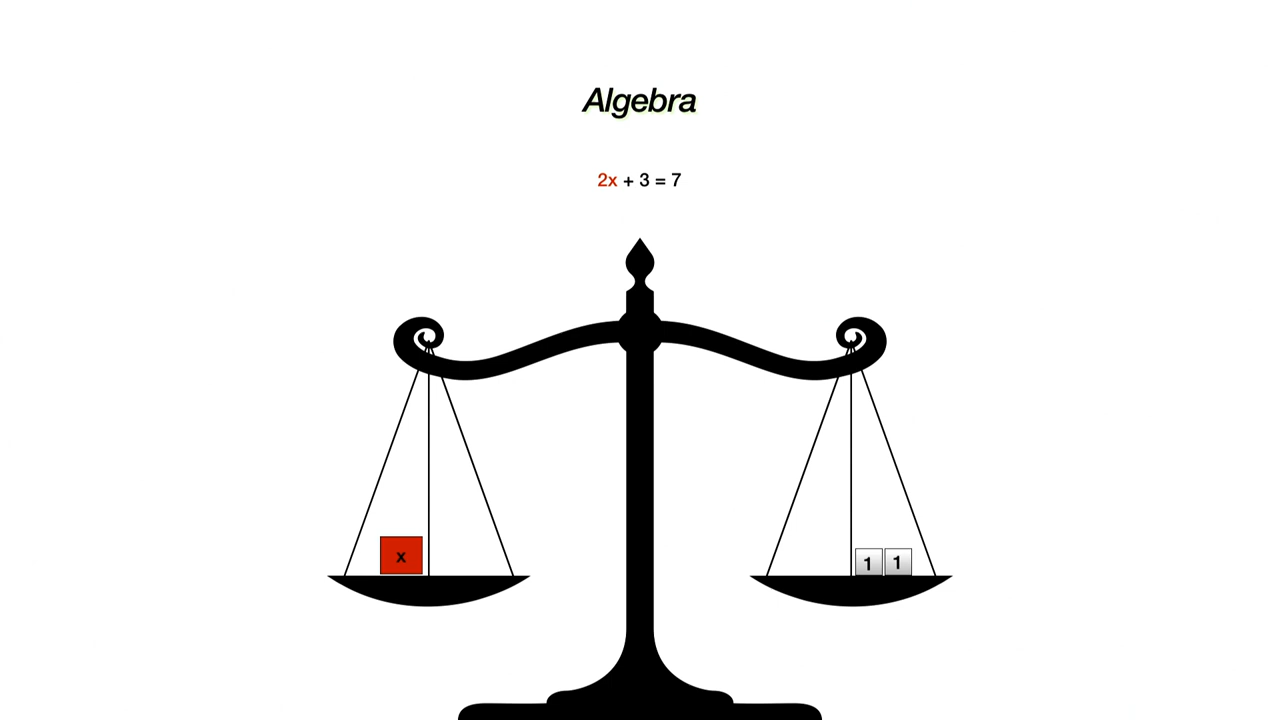 Algebra
2x + 3 = 7
x
1 1